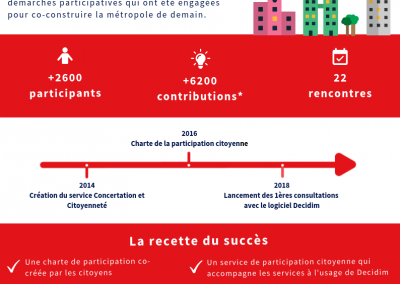 démarches participatives qui ont été engagées
pour co-construire la métropole de demain.
+2600
participants
+6200
contributions*
22
rencontres
2016
Charte de la participation citoyenne
2014
Création du service Concertation et
Citoyenneté
2018
Lancement des 1ères consultations
avec le logiciel Decidim
La recette du succès
Une charte de participation co-
créée par les citoyens
Un service de participation citoyenne qui
accompagne les services à l'usage de Decidim